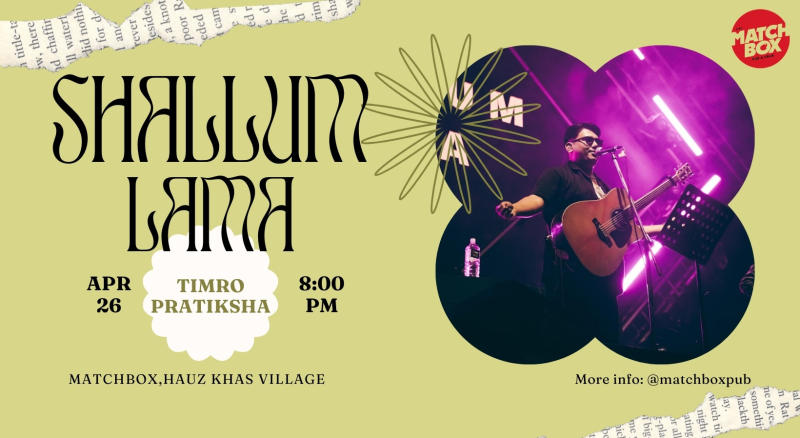 SHALLUM
LAMA
APR
26
TIMRO
PRATIKSHA
8:00
PM
MATCHBOX,HAUZ KHAS VILLAGE
MATCH
BOX
More info: @matchboxpub